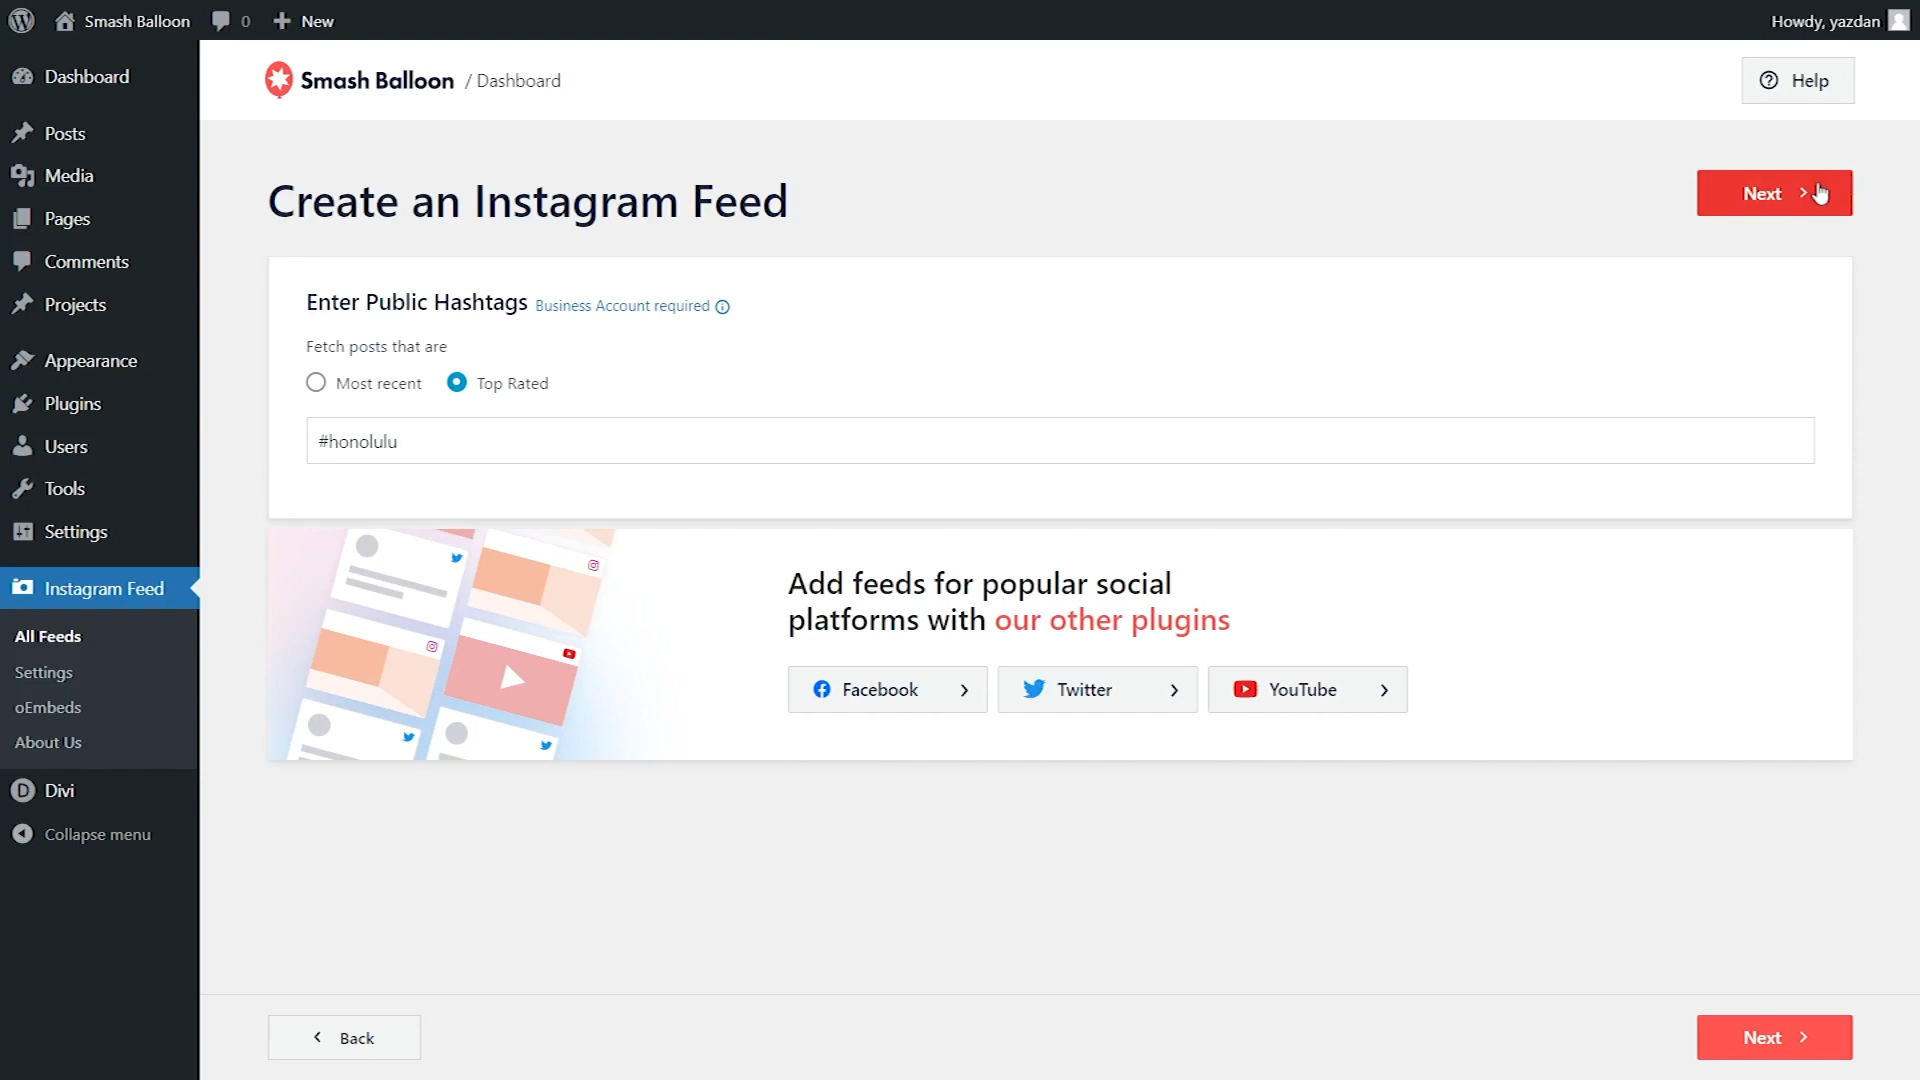 Smash Balloon 0 New Howdy, yazdan
Dashboard
Posts
Media
Pages
Comments
Projects
Appearance
Plugins
Users
Tools
Settings
Instagram Feed
All Feeds
Settings
oEmbeds
About Us
D Divi
Collapse menu
Smash Balloon / Dashboard
Help
Create an Instagram Feed
Next
Enter Public Hashtags Business Account required
Fetch posts that are
Most recent Top Rated
#honolulu
Add feeds for popular social
platforms with our other plugins
Facebook Twitter YouTube
Back Next